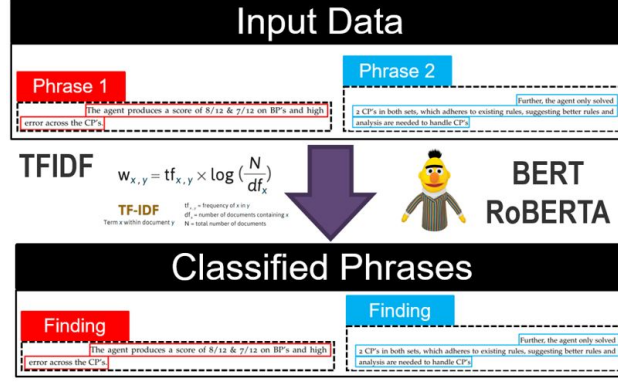 Input Data
Phrase 1
The agent produces a score of 8/12 & 7/12 on BP's and high
error across the CP's.
Phrase 2
Further, the agent only solved
2 CP's in both sets, which adheres to existing rules, suggesting better rules and
analysis are needed to handle CP's
TFIDF
w x,y = tf x,y × log (N/df x)
TF-IDF
Term x within document y
tf x,y = frequency of x in y
df x = number of documents containing x
N = total number of documents
BERT
RoBERTA
Classified Phrases
Finding
The agent produces a score of 8/12 & 7/12 on BP's and high
error across the CP's.
Finding
Further, the agent only solved
2 CP's in both sets, which adheres to existing rules, suggesting better rules and
analysis are needed to handle CP's